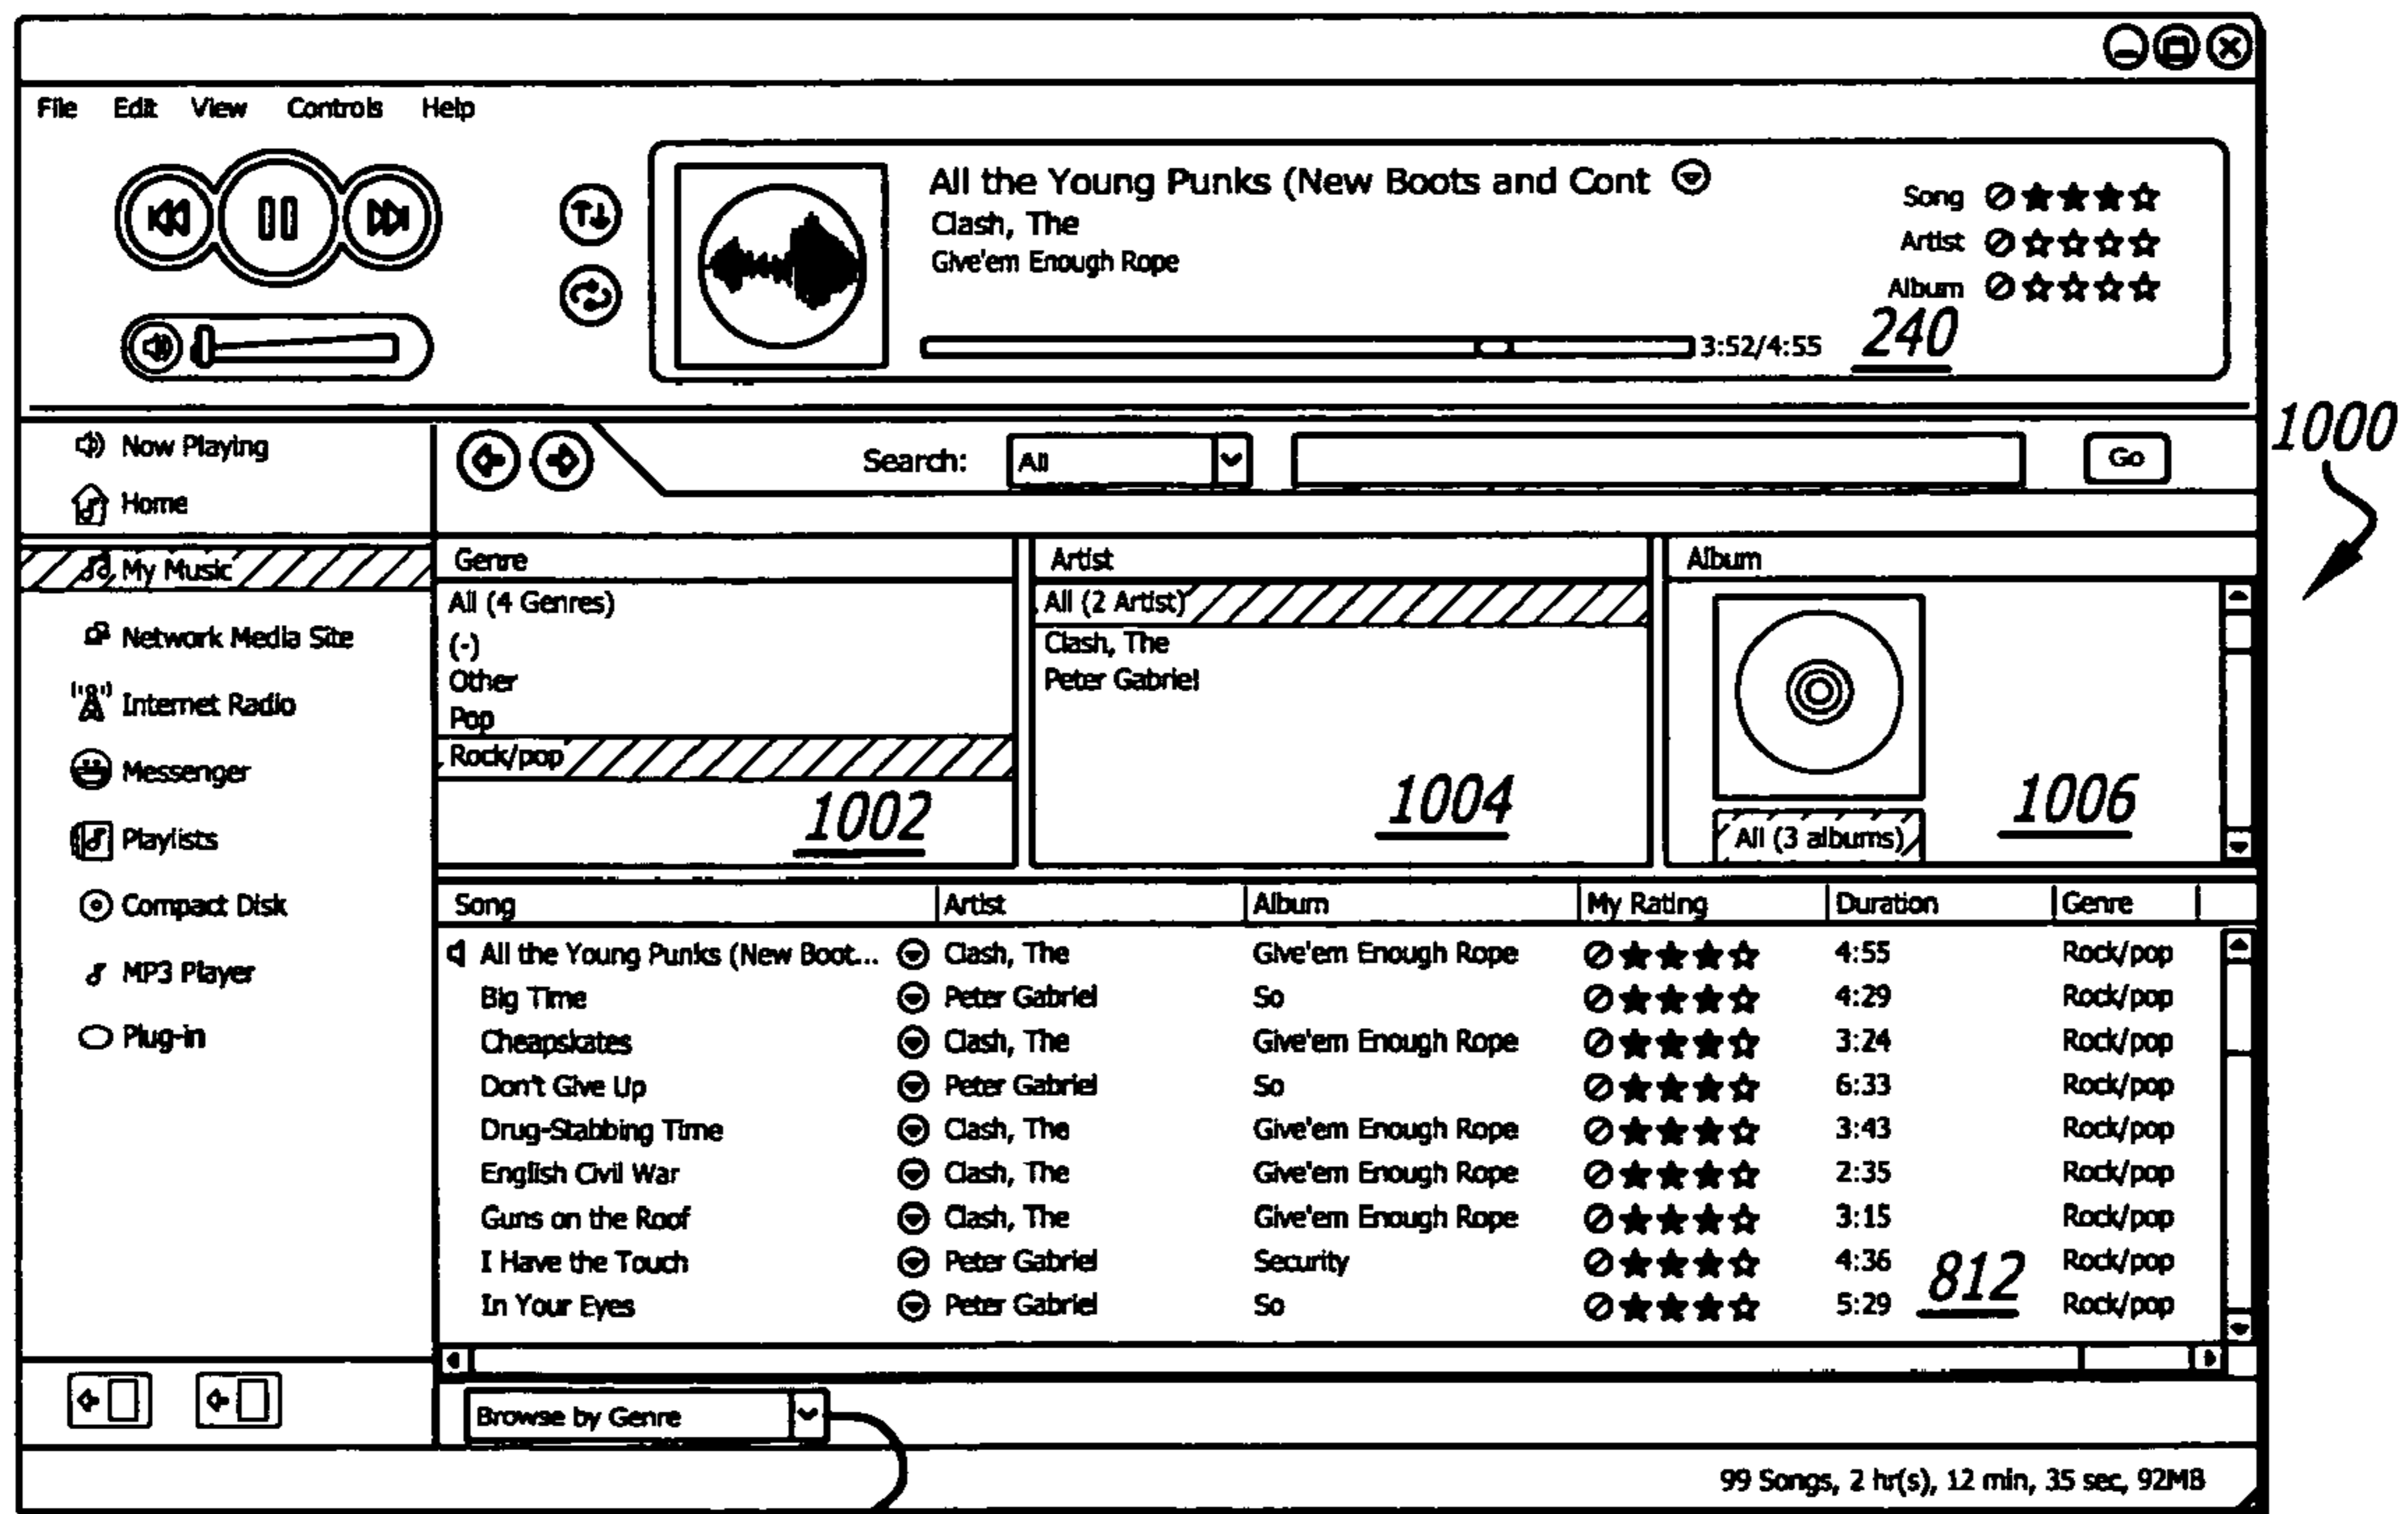 File Edit View Controls Help
All the Young Punks (New Boots and Cont
Clash, The
Give'em Enough Rope
Song
Artist
Album
3:52/4:55
240
1000
Now Playing
Home
My Music
Network Media Site
Internet Radio
Messenger
Playlists
Compact Disk
MP3 Player
Plug-in
Search: All Go
Genre
All (4 Genres)
(-)
Other
Pop
Rock/pop
1002
Artist
All (2 Artist)
Clash, The
Peter Gabriel
1004
Album
All (3 albums)
1006
Song Artist Album My Rating Duration Genre
All the Young Punks (New Boot... Clash, The Give'em Enough Rope 4:55 Rock/pop
Big Time Peter Gabriel So 4:29 Rock/pop
Cheapskates Clash, The Give'em Enough Rope 3:24 Rock/pop
Don't Give Up Peter Gabriel So 6:33 Rock/pop
Drug-Stabbing Time Clash, The Give'em Enough Rope 3:43 Rock/pop
English Civil War Clash, The Give'em Enough Rope 2:35 Rock/pop
Guns on the Roof Clash, The Give'em Enough Rope 3:15 Rock/pop
I Have the Touch Peter Gabriel Security 4:36 Rock/pop
In Your Eyes Peter Gabriel So 5:29 Rock/pop
812
Browse by Genre
99 Songs, 2 hr(s), 12 min, 35 sec, 92MB